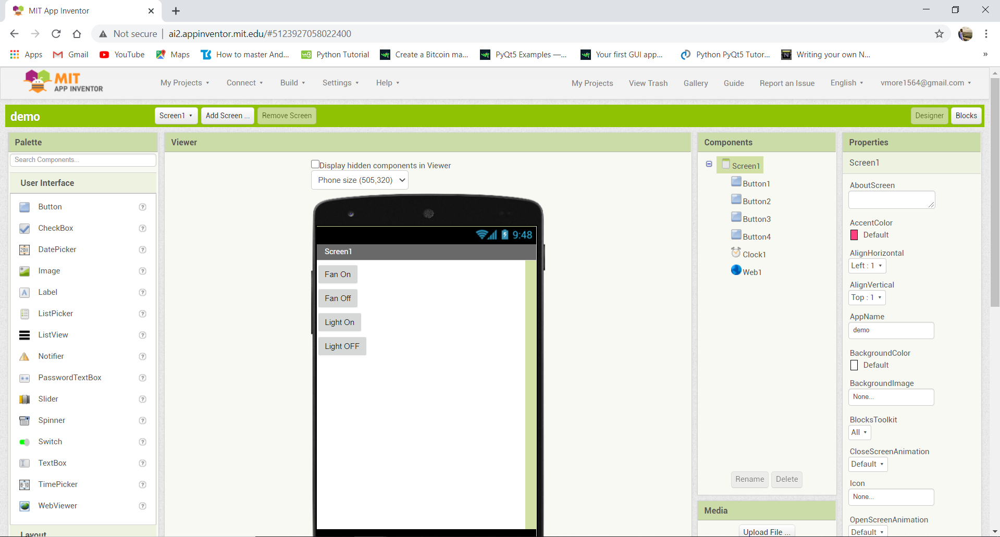 MIT App Inventor
Not secure
ai2.appinventor.mit.edu/#5123927058022400
Apps
Gmail
YouTube
Maps
How to master And...
Python Tutorial
Create a Bitcoin ma...
PyQt5 Examples —...
Your first GUI app...
Python PyQt5 Tutor...
Writing your own N...
»
MIT
APP INVENTOR
My Projects
Connect
Build
Settings
Help
My Projects
View Trash
Gallery
Guide
Report an Issue
English
vmore1564@gmail.com
demo
Screen1
Add Screen ...
Remove Screen
Designer
Blocks
Palette
Search Components...
User Interface
Button
CheckBox
DatePicker
Image
Label
ListPicker
ListView
Notifier
PasswordTextBox
Slider
Spinner
Switch
TextBox
TimePicker
WebViewer
Layout
Viewer
Display hidden components in Viewer
Phone size (505,320)
9:48
Screen1
Fan On
Fan Off
Light On
Light OFF
Components
Screen1
Button1
Button2
Button3
Button4
Clock1
Web1
Rename
Delete
Media
Upload File ...
Properties
Screen1
AboutScreen
AccentColor
Default
AlignHorizontal
Left : 1
AlignVertical
Top : 1
AppName
demo
BackgroundColor
Default
BackgroundImage
None...
BlocksToolkit
All
CloseScreenAnimation
Default
Icon
None...
OpenScreenAnimation
Default